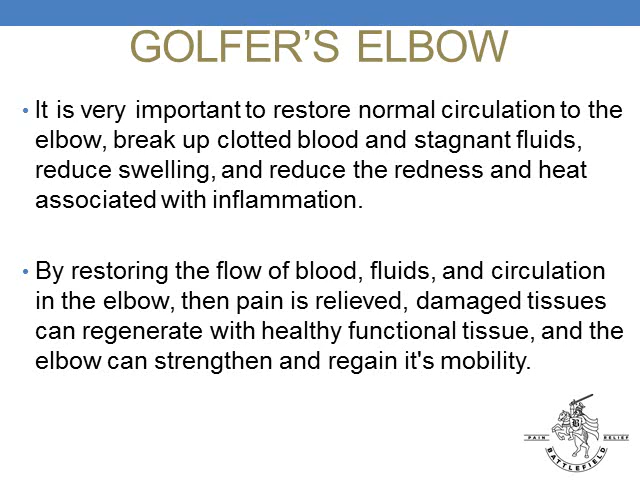 GOLFER’S ELBOW
• It is very important to restore normal circulation to the
elbow, break up clotted blood and stagnant fluids,
reduce swelling, and reduce the redness and heat
associated with inflammation.
• By restoring the flow of blood, fluids, and circulation
in the elbow, then pain is relieved, damaged tissues
can regenerate with healthy functional tissue, and the
elbow can strengthen and regain it's mobility.
B
PAIN RELIEF
BATTLEFIELD